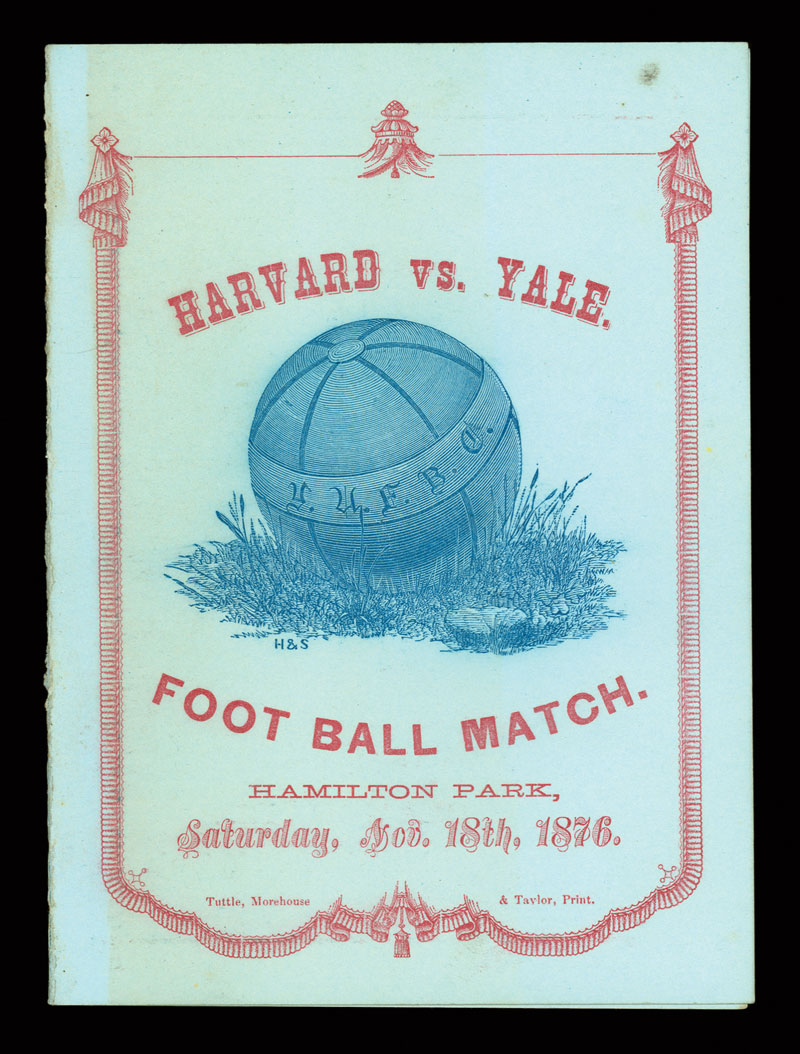 HARVARD vs. YALE.
Y. U. F. B. C.
H&S
FOOT BALL MATCH.
HAMILTON PARK,
Saturday, Nov. 18th, 1876.
Tuttle, Morehouse & Taylor, Print.